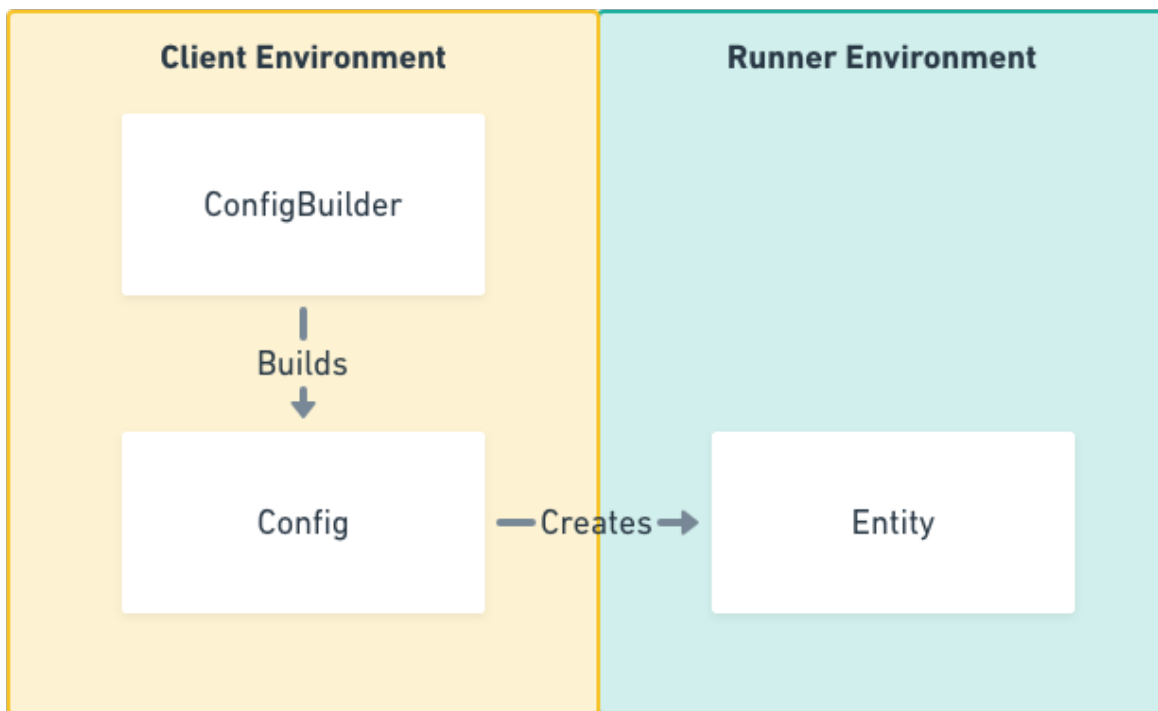 Client Environment
Runner Environment
ConfigBuilder
Builds
Config
Creates
Entity